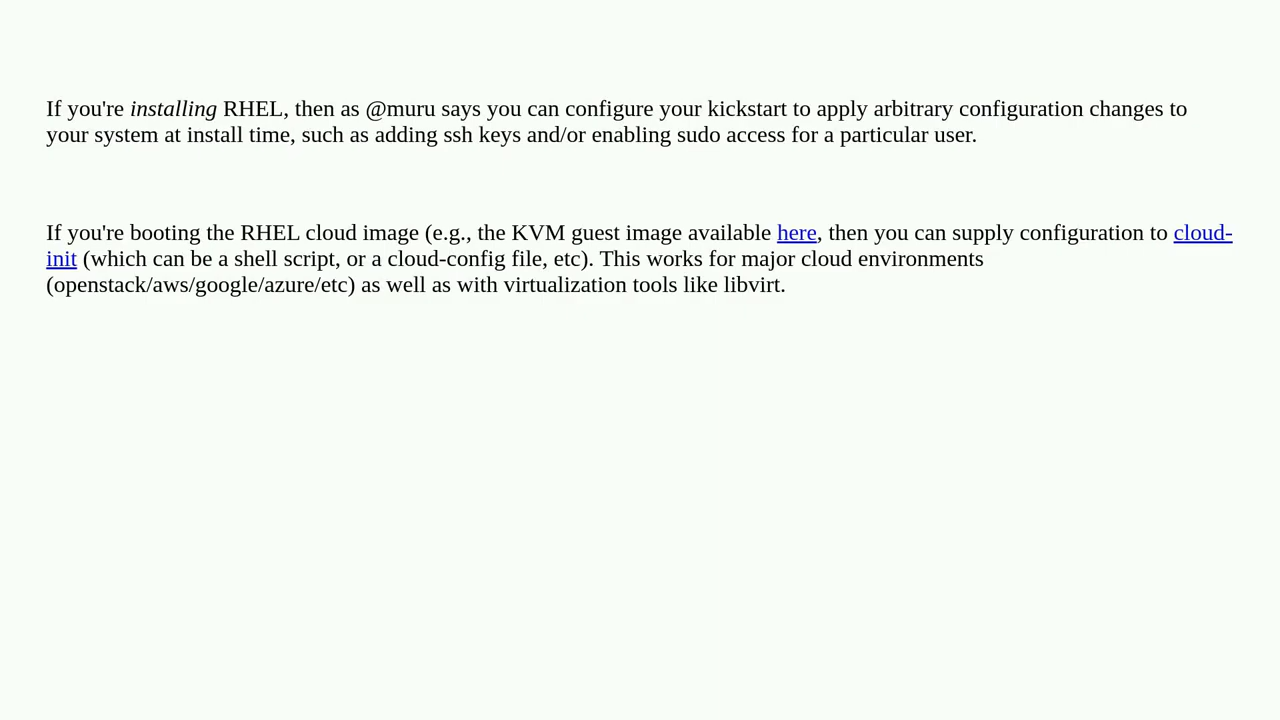 If you're installing RHEL, then as @muru says you can configure your kickstart to apply arbitrary configuration changes to
your system at install time, such as adding ssh keys and/or enabling sudo access for a particular user.
If you're booting the RHEL cloud image (e.g., the KVM guest image available here, then you can supply configuration to cloud-
init (which can be a shell script, or a cloud-config file, etc). This works for major cloud environments
(openstack/aws/google/azure/etc) as well as with virtualization tools like libvirt.